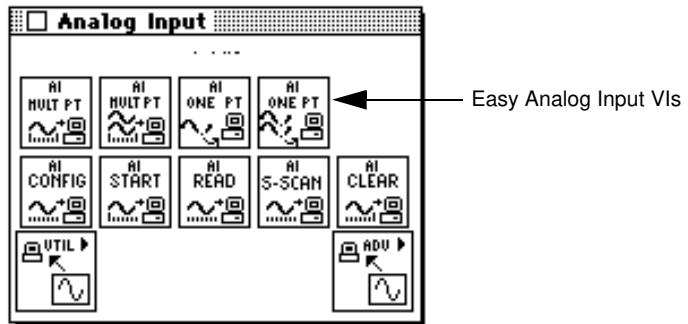 Analog Input
AI MULT PT
AI MULT PT
AI ONE PT
AI ONE PT
Easy Analog Input VIs
AI CONFIG
AI START
AI READ
AI S-SCAN
AI CLEAR
UTIL
ADV